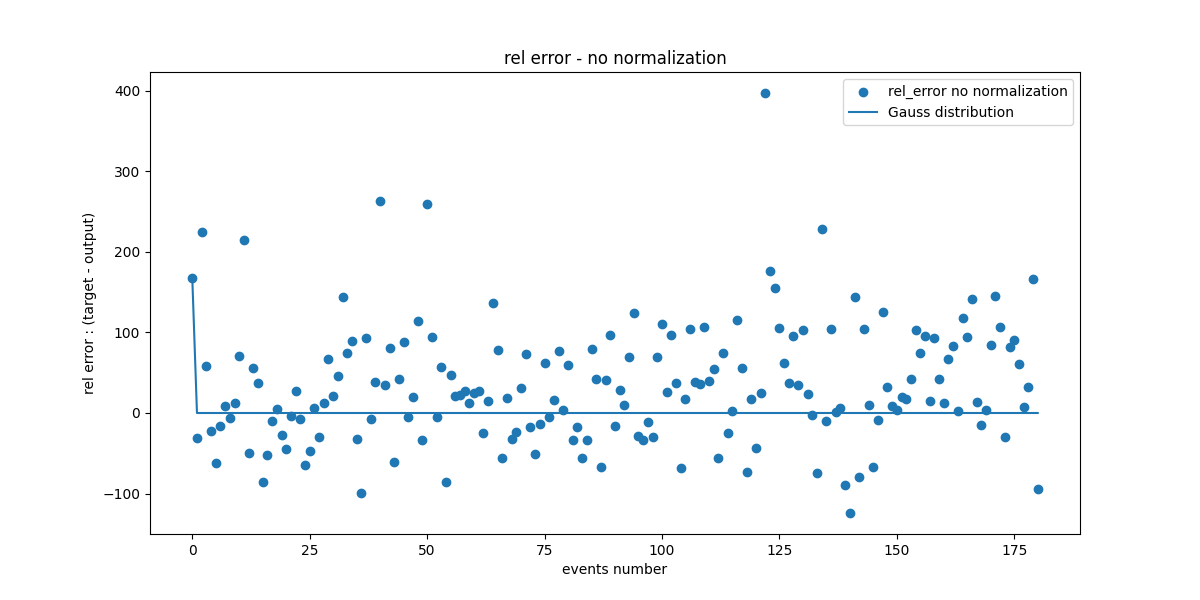 rel error - no normalization
rel_error no normalization
Gauss distribution
400
300
200
100
0
−100
rel error : (target - output)
0 25 50 75 100 125 150 175
events number